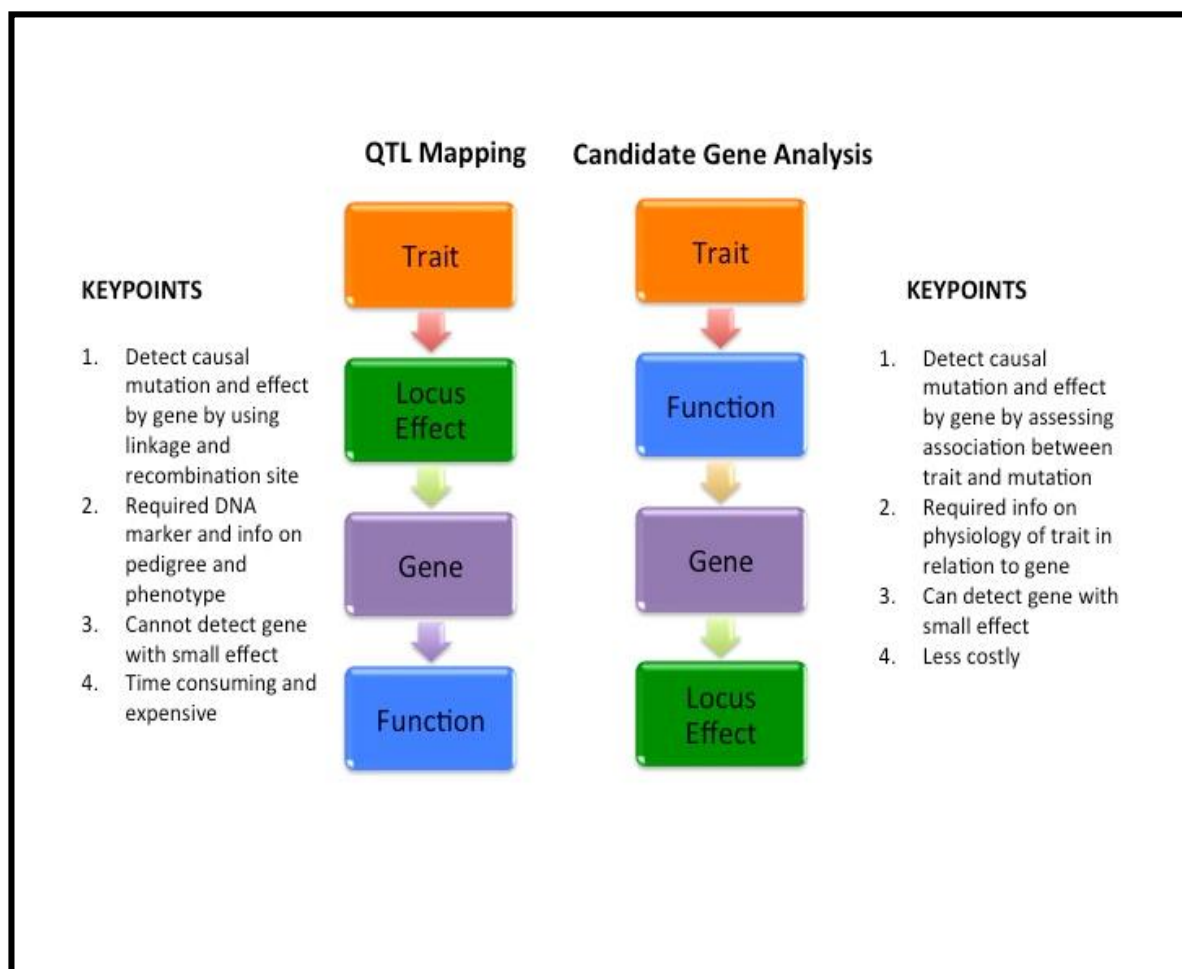 QTL Mapping
Candidate Gene Analysis
KEYPOINTS
1. Detect causal
mutation and effect
by gene by using
linkage and
recombination site
2. Required DNA
marker and info on
pedigree and
phenotype
3. Cannot detect gene
with small effect
4. Time consuming and
expensive
Trait
Locus
Effect
Gene
Function
Trait
Function
Gene
Locus
Effect
KEYPOINTS
1. Detect causal
mutation and effect
by gene by assessing
association between
trait and mutation
2. Required info on
physiology of trait in
relation to gene
3. Can detect gene with
small effect
4. Less costly